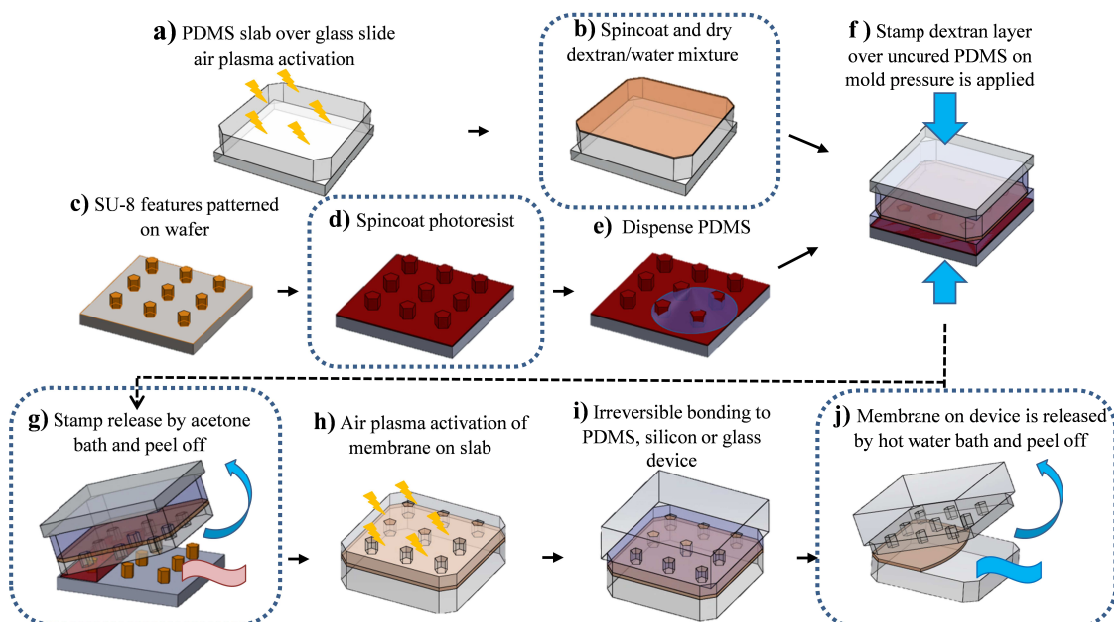 a) PDMS slab over glass slide
air plasma activation
b) Spincoat and dry
dextran/water mixture
f ) Stamp dextran layer
over uncured PDMS on
mold pressure is applied
c) SU-8 features patterned
on wafer
d) Spincoat photoresist
e) Dispense PDMS
g) Stamp release by acetone
bath and peel off
h) Air plasma activation of
membrane on slab
i) Irreversible bonding to
PDMS, silicon or glass
device
j) Membrane on device is released
by hot water bath and peel off